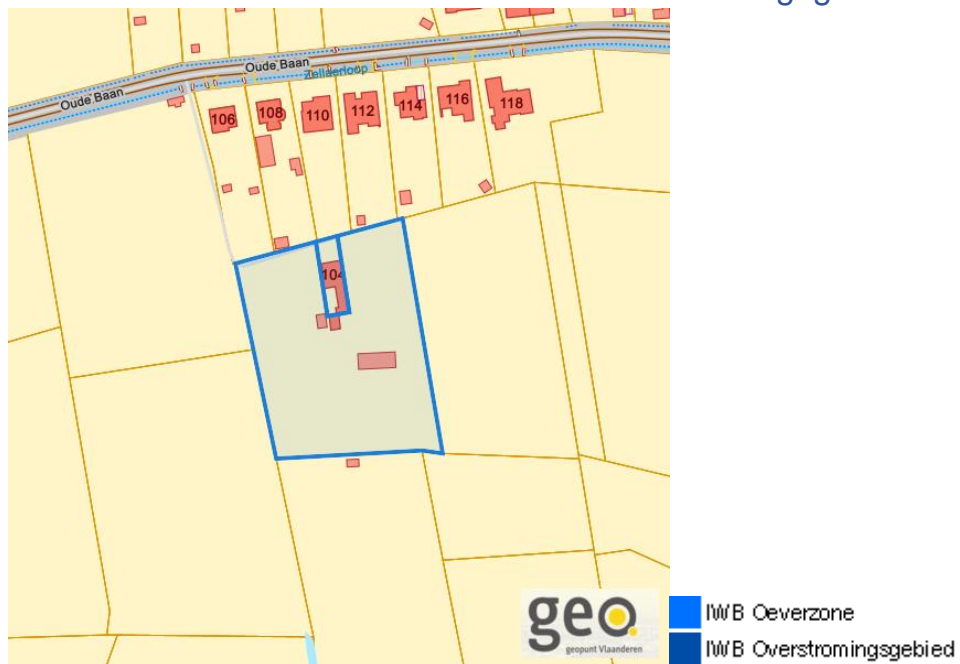 Oude Baan
Zellaerloop
Oude Baan
106
108
110
112
114
116
118
104
geo.
geopunt Vlaanderen
IWB Oeverzone
IWB Overstromingsgebied